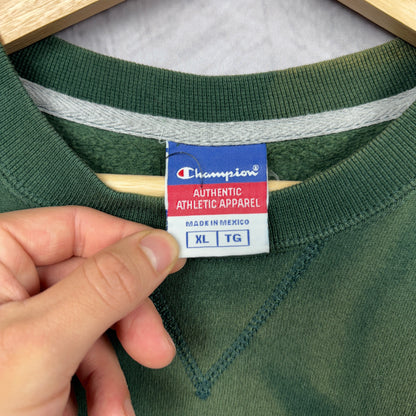 Champion®
AUTHENTIC
ATHLETIC APPAREL
MADE IN MEXICO
XL TG